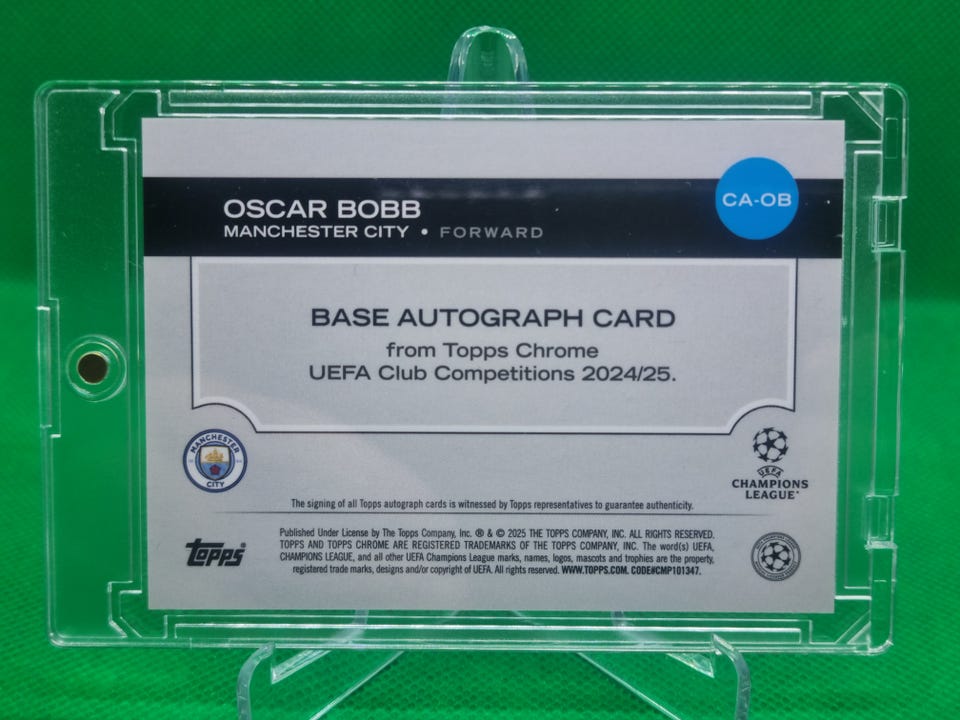 OSCAR BOBB
MANCHESTER CITY • FORWARD
CA-OB
BASE AUTOGRAPH CARD
from Topps Chrome
UEFA Club Competitions 2024/25.
MANCHESTER
CITY
UEFA
CHAMPIONS
LEAGUE
The signing of all Topps autograph cards is witnessed by Topps representatives to guarantee authenticity.
Topps®
Published Under License by The Topps Company, Inc. ® & © 2025 THE TOPPS COMPANY, INC. ALL RIGHTS RESERVED.
TOPPS AND TOPPS CHROME ARE REGISTERED TRADEMARKS OF THE TOPPS COMPANY, INC. The word(s) UEFA,
CHAMPIONS LEAGUE, and all other UEFA Champions League marks, names, logos, mascots and trophies are the property,
registered trade marks, designs and/or copyright of UEFA. All rights reserved. WWW.TOPPS.COM. CODE#CMP101347.